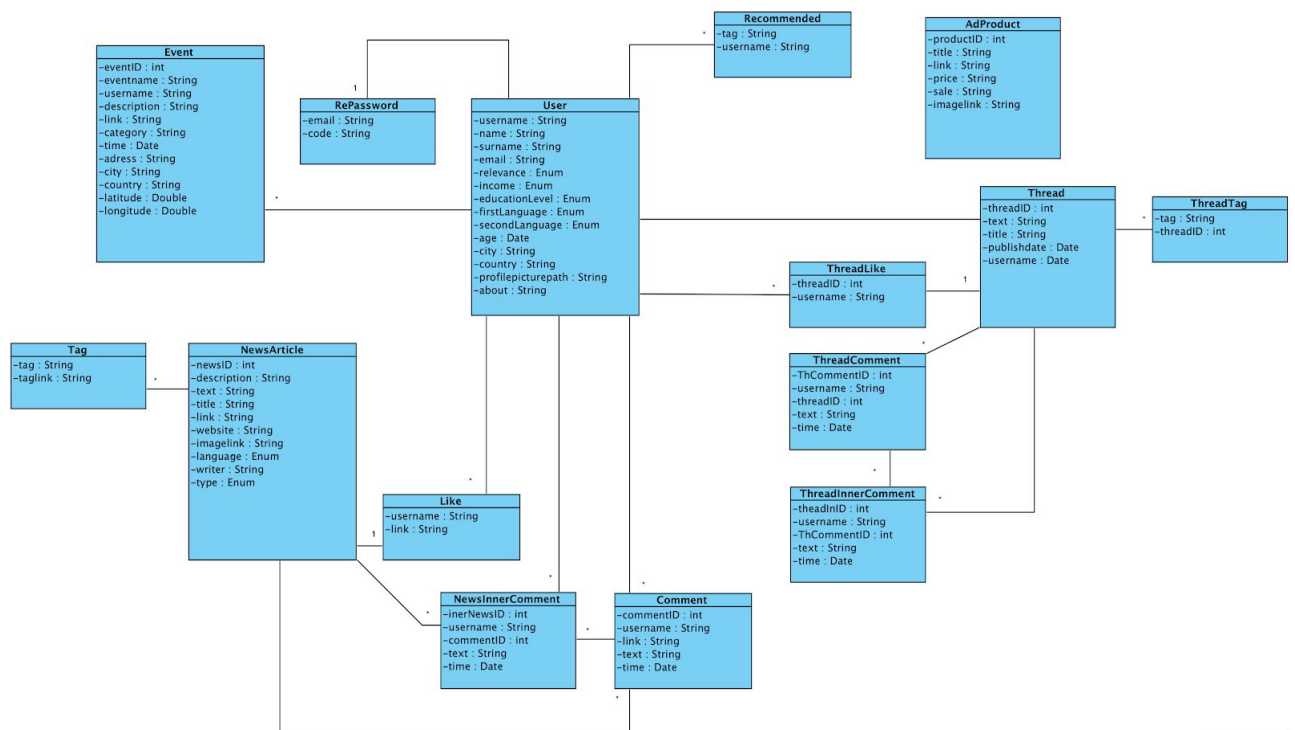 Event
-eventID : int
-eventname : String
-username : String
-description : String
-link : String
-category : String
-time : Date
-adress : String
-city : String
-country : String
-latitude : Double
-longitude : Double
*
RePassword
-email : String
-code : String
1
User
-username : String
-name : String
-surname : String
-email : String
-relevance : Enum
-income : Enum
-educationLevel : Enum
-firstLanguage : Enum
-secondLanguage : Enum
-age : Date
-city : String
-country : String
-profilepicturepath : String
-about : String
*
Recommended
-tag : String
-username : String
AdProduct
-productID : int
-title : String
-link : String
-price : String
-sale : String
-imagelink : String
Thread
-threadID : int
-text : String
-title : String
-publishdate : Date
-username : Date
*
ThreadTag
-tag : String
-threadID : int
*
ThreadLike
-threadID : int
-username : String
1
*
ThreadComment
-ThCommentID : int
-username : String
-threadID : int
-text : String
-time : Date
*
ThreadInnerComment
-theadInID : int
-username : String
-ThCommentID : int
-text : String
-time : Date
*
Tag
-tag : String
-taglink : String
*
NewsArticle
-newsID : int
-description : String
-text : String
-title : String
-link : String
-website : String
-imagelink : String
-language : Enum
-writer : String
-type : Enum
*
Like
-username : String
-link : String
1
*
NewsInnerComment
-inerNewsID : int
-username : String
-commentID : int
-text : String
-time : Date
*
*
*
Comment
-commentID : int
-username : String
-link : String
-text : String
-time : Date
*